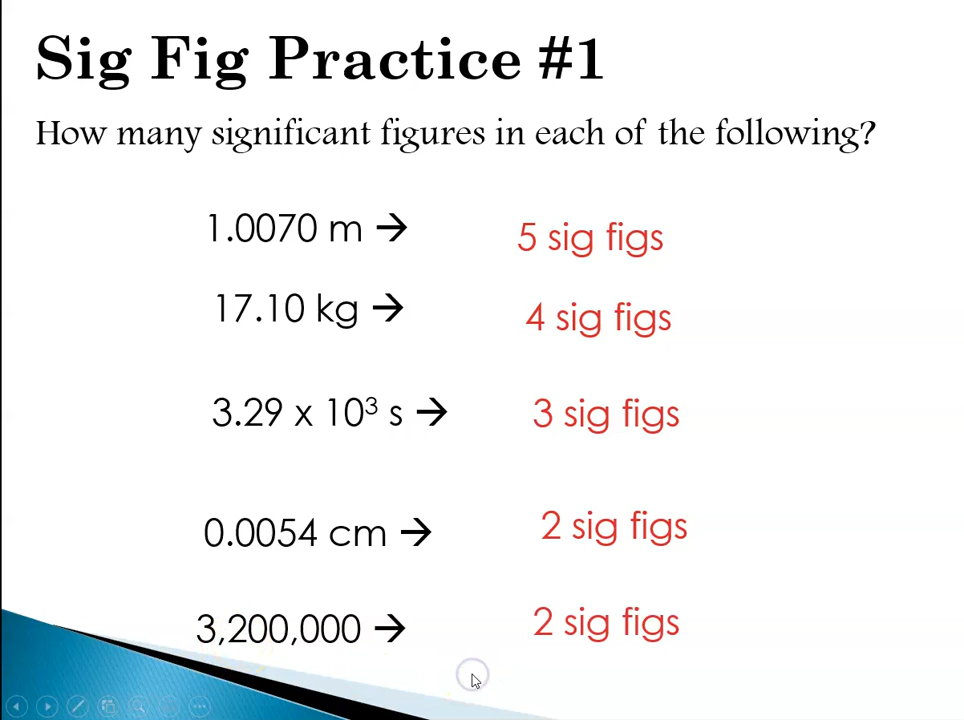 Sig Fig Practice #1
How many significant figures in each of the following?
1.0070 m → 5 sig figs
17.10 kg → 4 sig figs
3.29 x 10³ s → 3 sig figs
0.0054 cm → 2 sig figs
3,200,000 → 2 sig figs